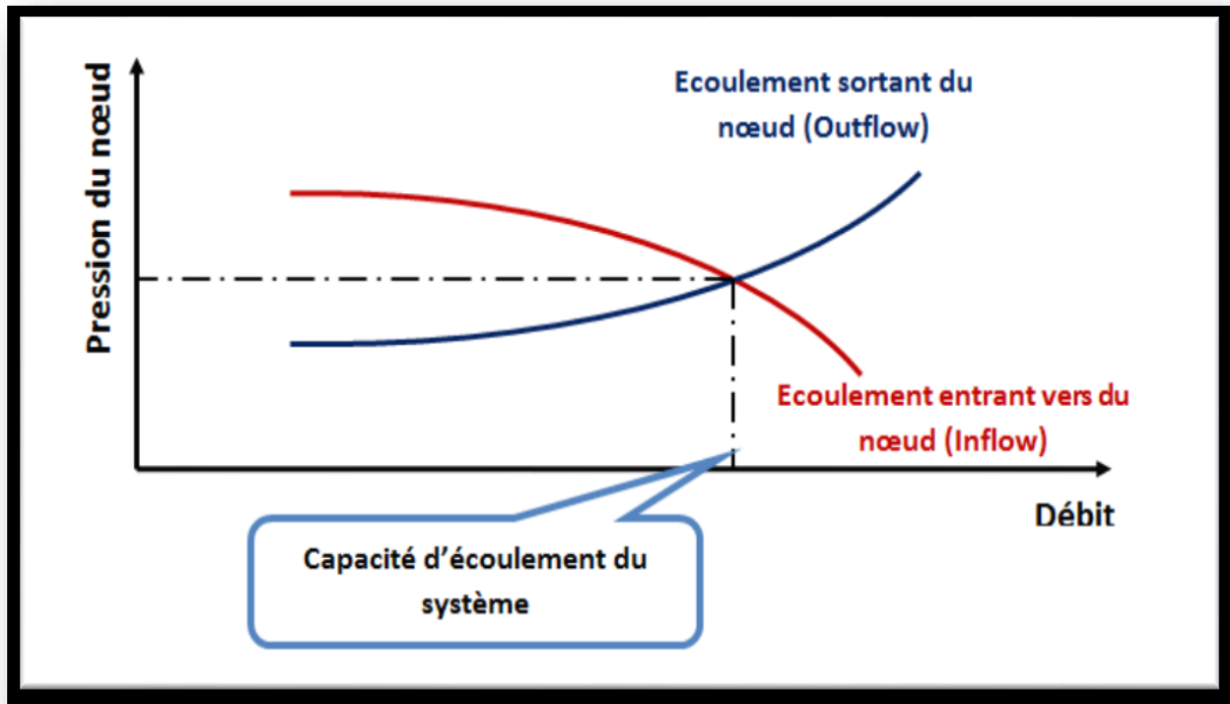 Pression du nœud
Ecoulement sortant du
nœud (Outflow)
Ecoulement entrant vers du
nœud (Inflow)
Débit
Capacité d'écoulement du
système